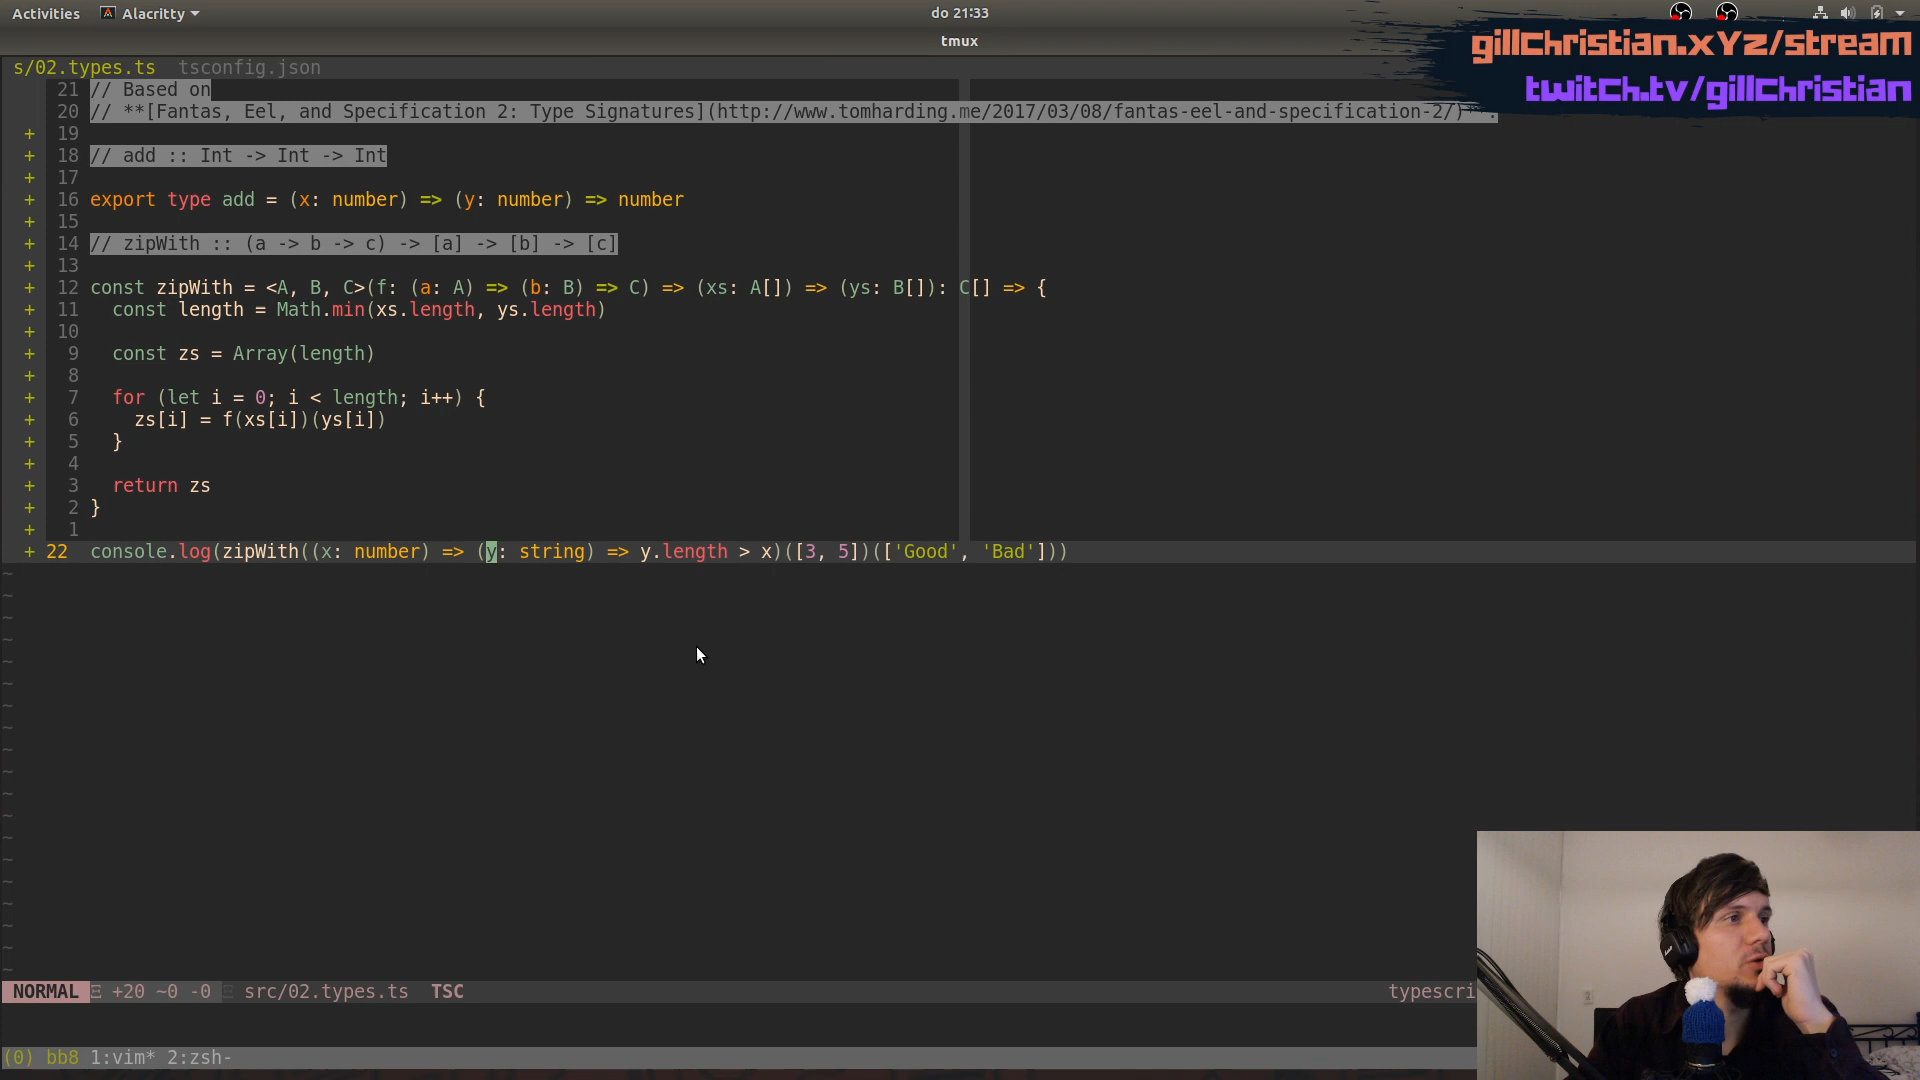 Activities Alacritty do 21:33
tmux
gillchristian.xyz/stream
twitch.tv/gillchristian
s/02.types.ts tsconfig.json
21 // Based on
20 // **[Fantas, Eel, and Specification 2: Type Signatures](http://www.tomharding.me/2017/03/08/fantas-eel-and-specification-2/)**.
+ 19
+ 18 // add :: Int -> Int -> Int
+ 17
+ 16 export type add = (x: number) => (y: number) => number
+ 15
+ 14 // zipWith :: (a -> b -> c) -> [a] -> [b] -> [c]
+ 13
+ 12 const zipWith = <A, B, C>(f: (a: A) => (b: B) => C) => (xs: A[]) => (ys: B[]): C[] => {
+ 11 const length = Math.min(xs.length, ys.length)
+ 10
+ 9 const zs = Array(length)
+ 8
+ 7 for (let i = 0; i < length; i++) {
+ 6 zs[i] = f(xs[i])(ys[i])
+ 5 }
+ 4
+ 3 return zs
+ 2 }
+ 1
+ 22 console.log(zipWith((x: number) => (y: string) => y.length > x)([3, 5])(['Good', 'Bad']))
NORMAL +20 ~0 -0 src/02.types.ts TSC typescri
(0) bb8 1:vim* 2:zsh-